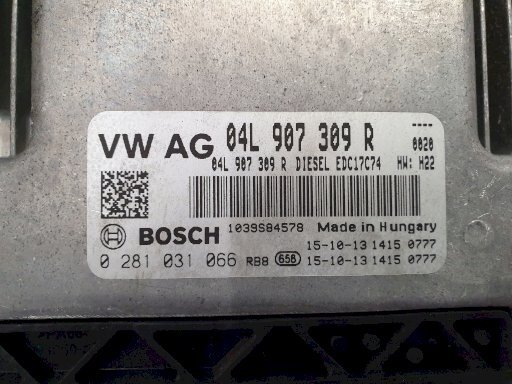 VW AG 04L 907 309 R ----
04L 907 309 R DIESEL EDC17C74 0020
HW: H22
BOSCH 1039S84578 Made in Hungary
15-10-13 1415 0777
0 281 031 066 RB8 658 15-10-13 1415 0777